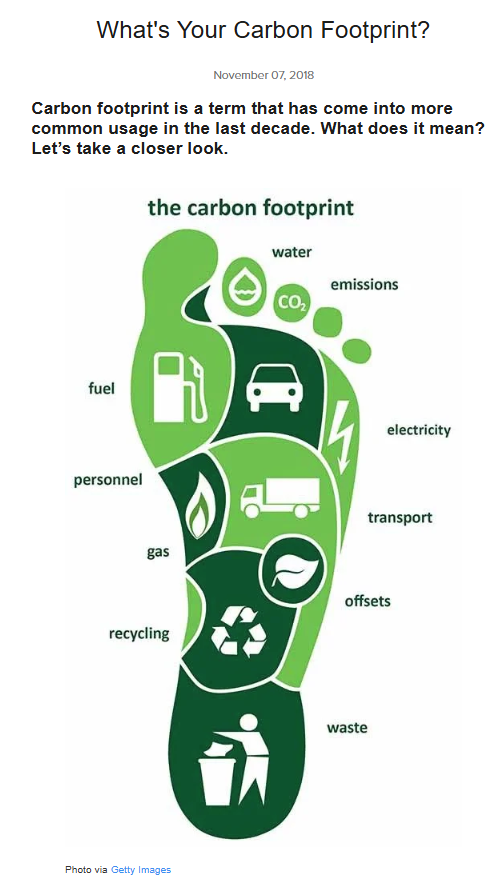 What's Your Carbon Footprint?
November 07, 2018
Carbon footprint is a term that has come into more
common usage in the last decade. What does it mean?
Let’s take a closer look.
the carbon footprint
water
emissions
CO₂
fuel
electricity
personnel
transport
gas
offsets
recycling
waste
Photo via Getty Images